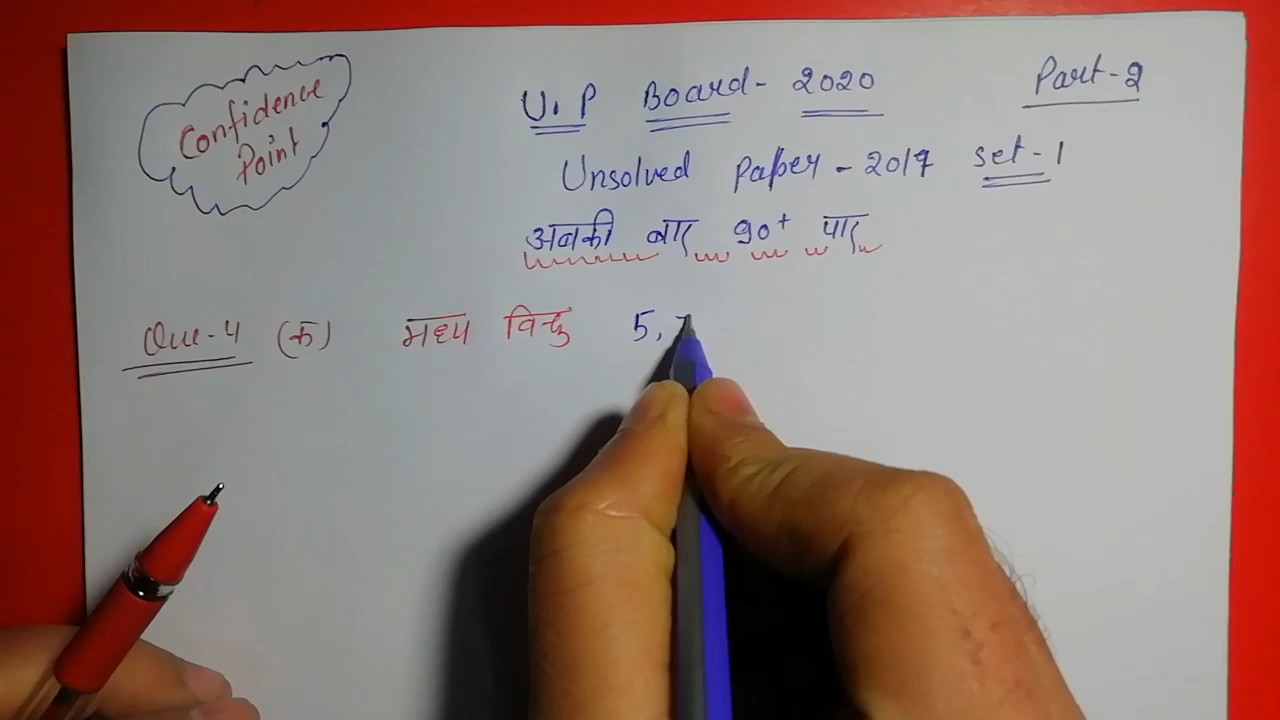 Confidence
Point
U.P Board - 2020
Part-2
Unsolved Paper - 2017 set-1
अबकी बार 90+ पार
Que-4 (क) मध्य विन्दु 5,